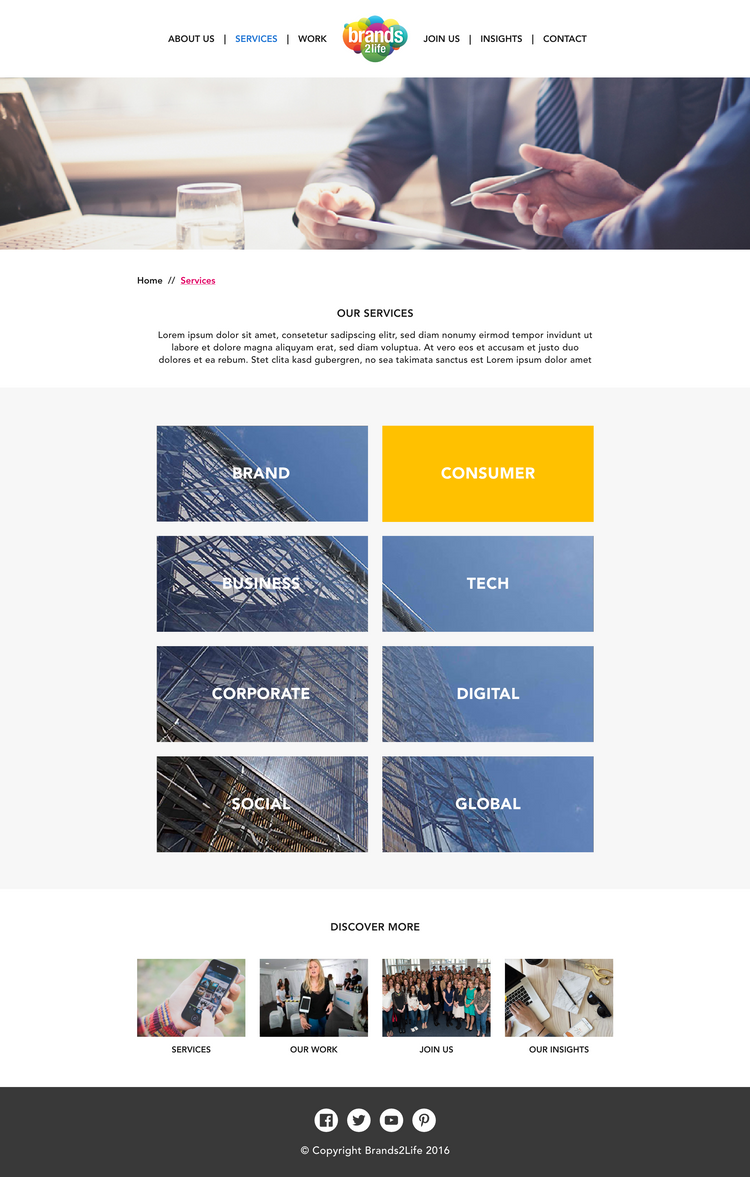 ABOUT US | SERVICES | WORK
brands
2life
JOIN US | INSIGHTS | CONTACT
Home // Services
OUR SERVICES
Lorem ipsum dolor sit amet, consetetur sadipscing elitr, sed diam nonumy eirmod tempor invidunt ut
labore et dolore magna aliquyam erat, sed diam voluptua. At vero eos et accusam et justo duo
dolores et ea rebum. Stet clita kasd gubergren, no sea takimata sanctus est Lorem ipsum dolor amet
BRAND
CONSUMER
BUSINESS
TECH
CORPORATE
DIGITAL
SOCIAL
GLOBAL
DISCOVER MORE
SERVICES
OUR WORK
JOIN US
OUR INSIGHTS
© Copyright Brands2Life 2016